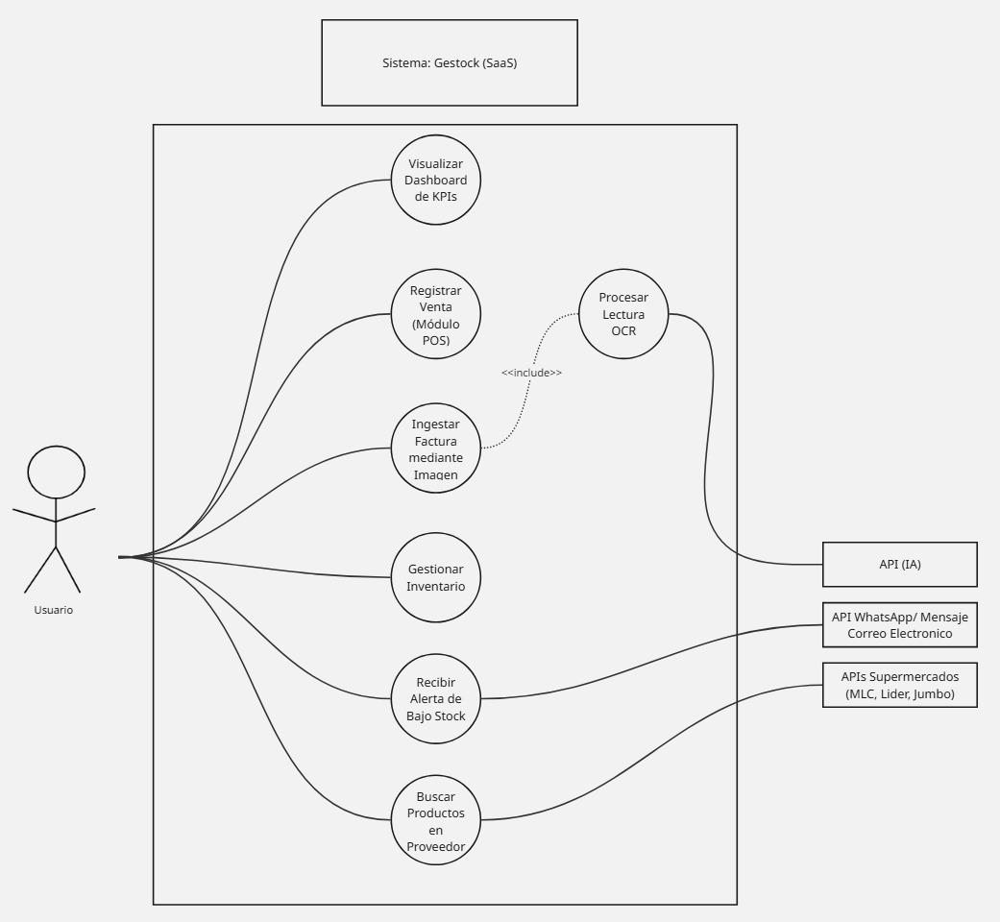 Sistema: Gestock (SaaS)
Visualizar
Dashboard
de KPIs
Registrar
Venta
(Módulo
POS)
Procesar
Lectura
OCR
<<include>>
Ingestar
Factura
mediante
Imagen
Usuario
Gestionar
Inventario
API (IA)
API WhatsApp/ Mensaje
Correo Electronico
Recibir
Alerta de
Bajo Stock
APIs Supermercados
(MLC, Lider, Jumbo)
Buscar
Productos
en
Proveedor